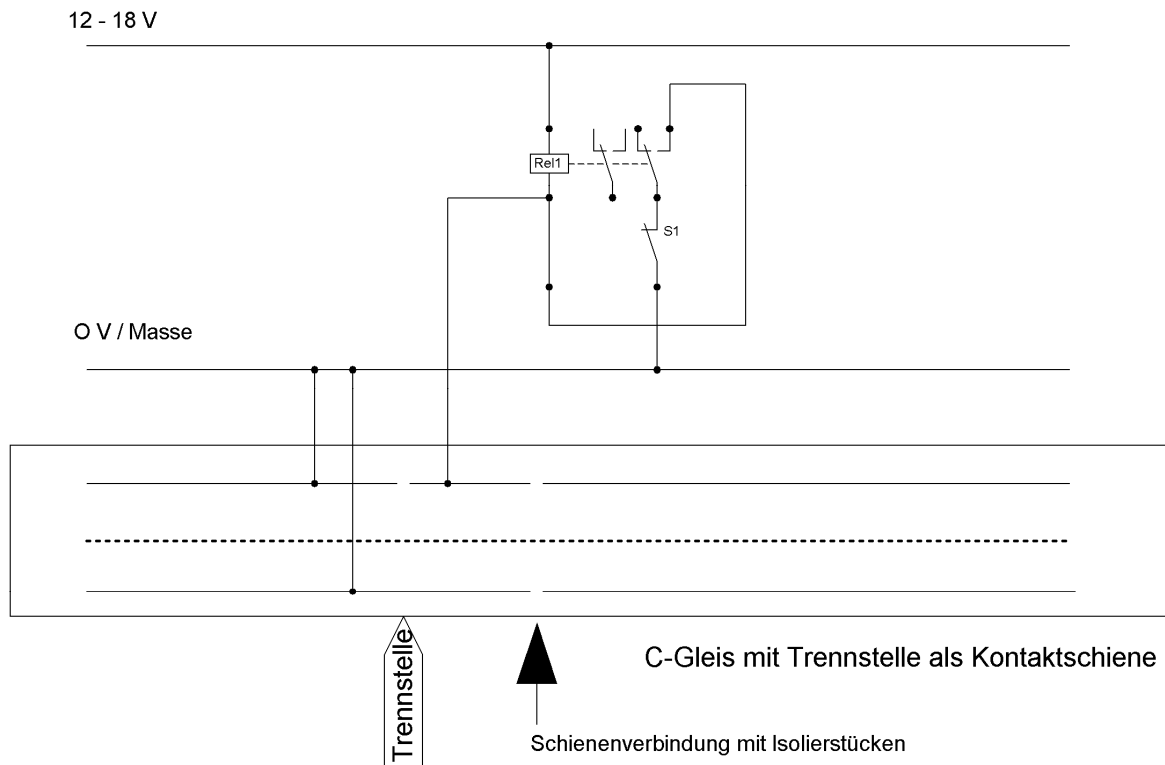 12 - 18 V
Rel1
S1
O V / Masse
Trennstelle
C-Gleis mit Trennstelle als Kontaktschiene
Schienenverbindung mit Isolierstücken